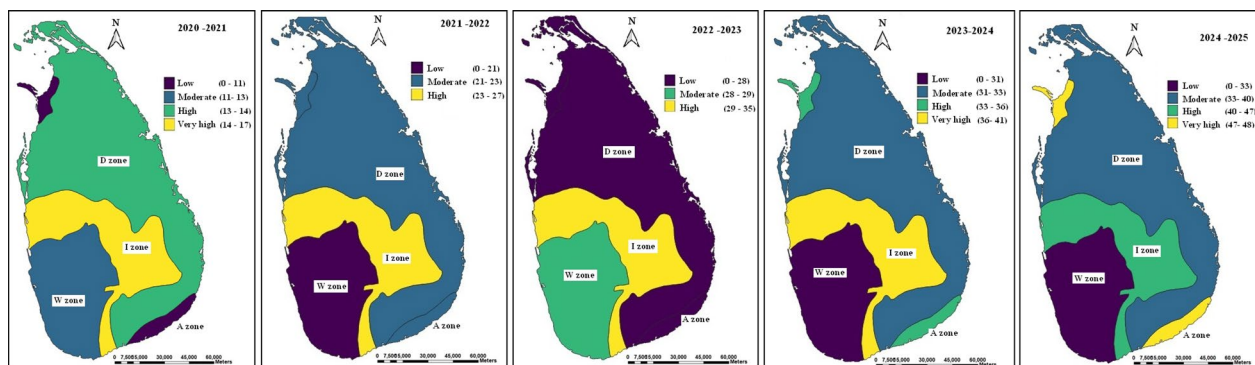 N
2020 -2021
Low (0 - 11)
Moderate (11- 13)
High (13 - 14)
Very high (14 - 17)
D zone
I zone
W zone
A zone
0 7,50015,000 30,000 45,000 60,000
Meters
N
2021 -2022
Low (0 - 21)
Moderate (21- 23)
High (23 - 27)
D zone
I zone
W zone
A zone
0 7,50015,000 30,000 45,000 60,000
Meters
N
2022 -2023
Low (0 - 28)
Moderate (28 - 29)
High (29 - 35)
D zone
I zone
W zone
A zone
0 7,50015,000 30,000 45,000 60,000
Meters
N
2023-2024
Low (0 - 31)
Moderate (31- 33)
High (33 - 36)
Very high (36- 41)
D zone
I zone
W zone
A zone
0 7,50015,000 30,000 45,000 60,000
Meters
N
2024 -2025
Low (0 - 33)
Moderate (33- 40)
High (40 - 47)
Very high (47- 48)
D zone
I zone
W zone
A zone
0 7,50015,000 30,000 45,000 60,000
Meters